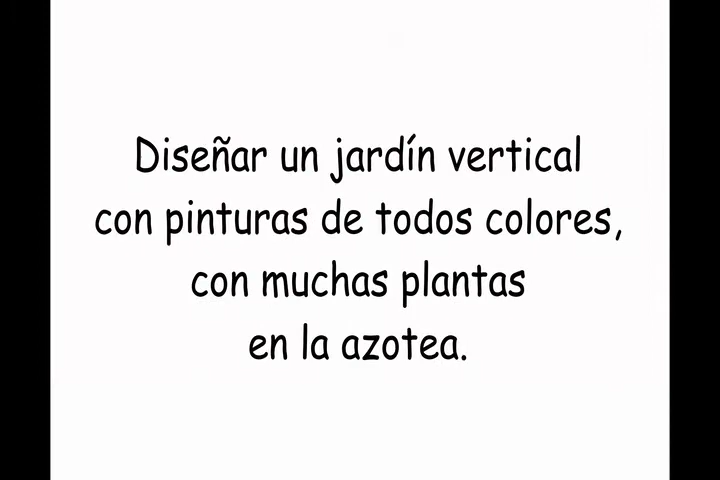 Diseñar un jardín vertical
con pinturas de todos colores,
con muchas plantas
en la azotea.